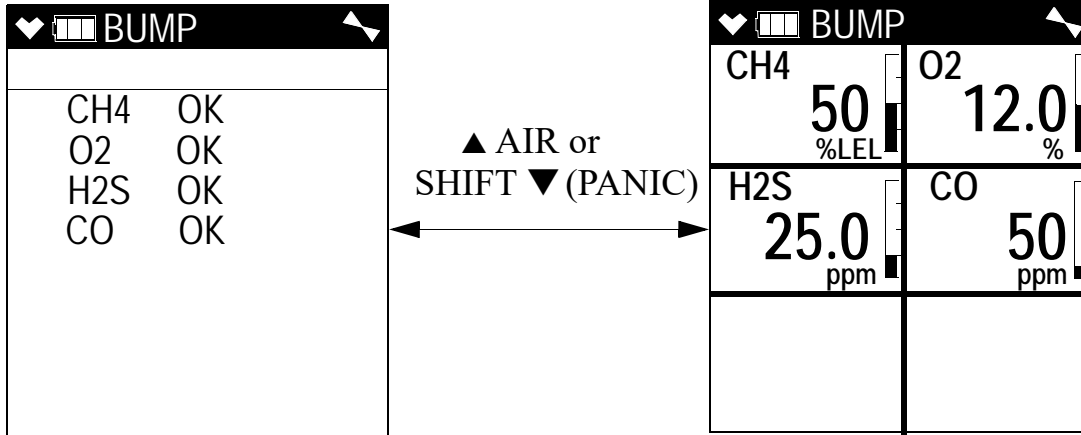 BUMP
CH4 OK
O2 OK
H2S OK
CO OK
▲ AIR or
SHIFT ▼ (PANIC)
BUMP
CH4
50
%LEL
O2
12.0
%
H2S
25.0
ppm
CO
50
ppm